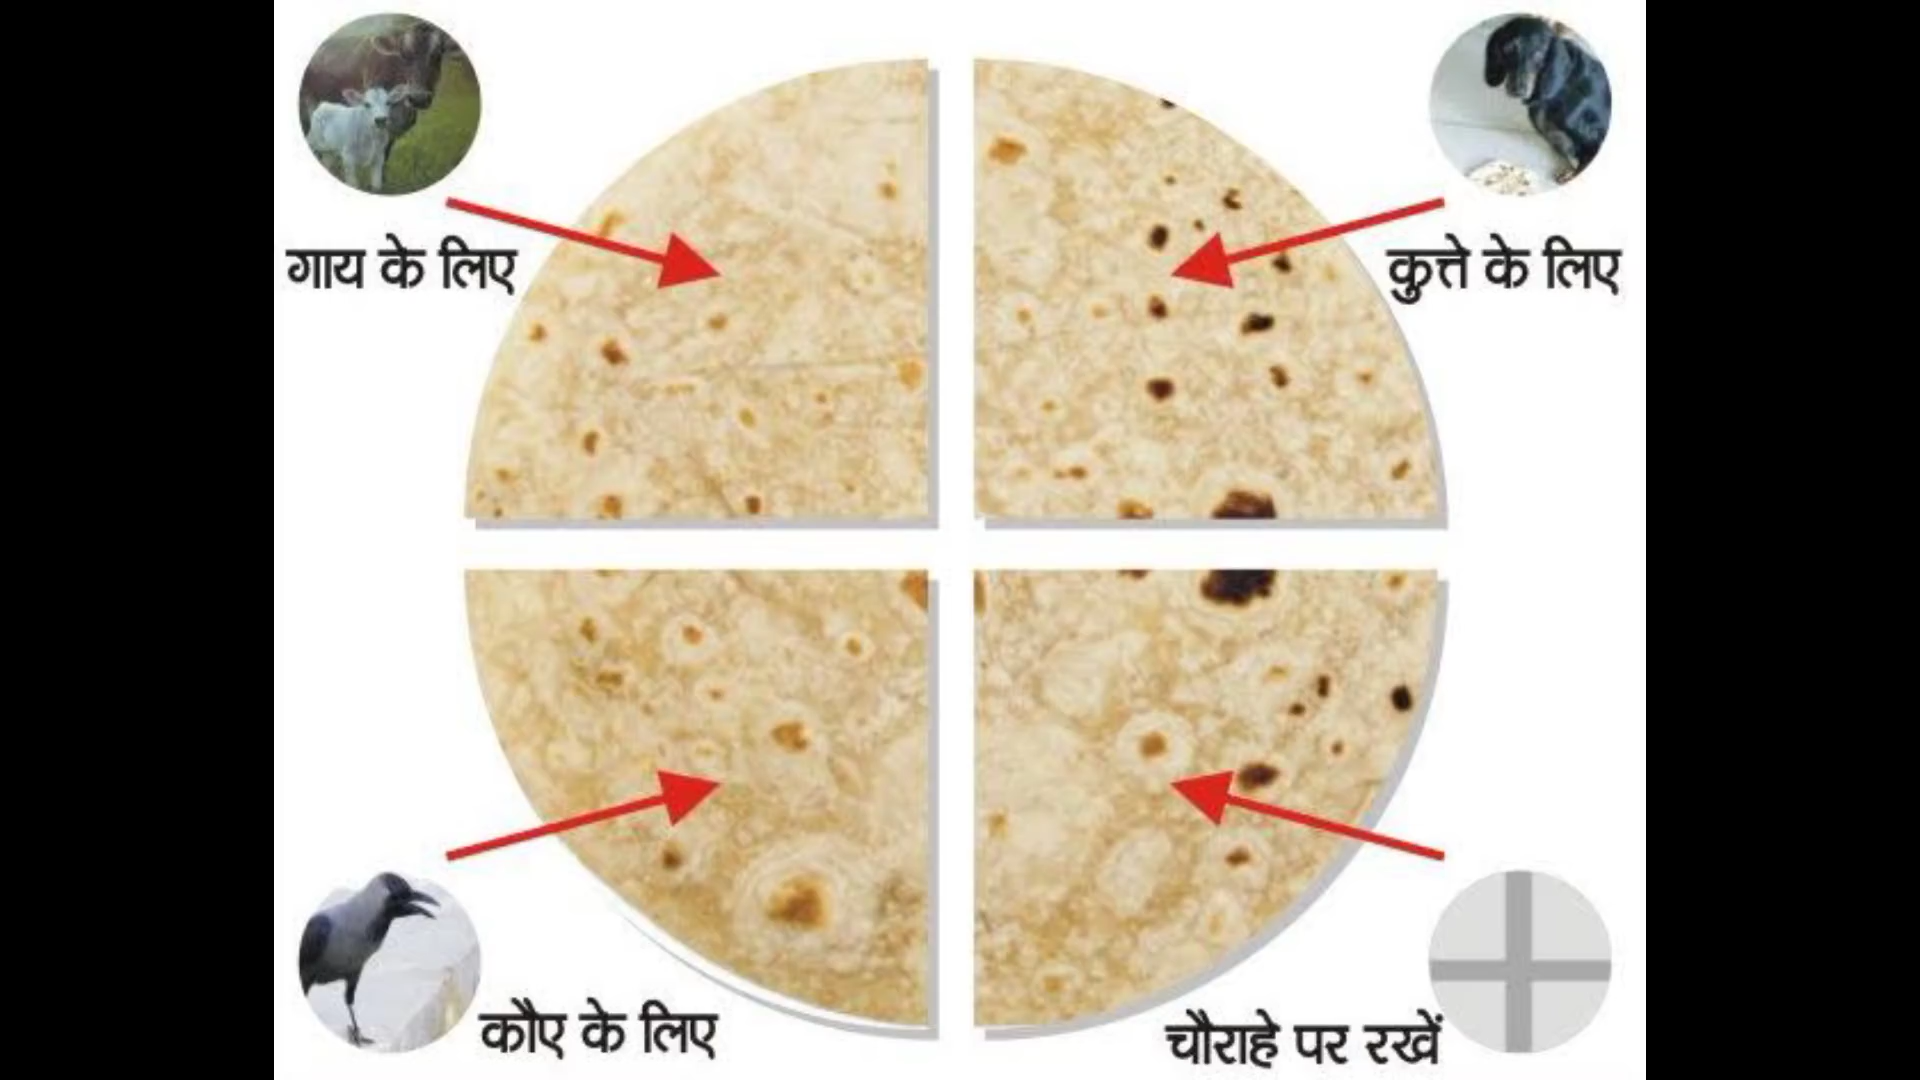 गाय के लिए
कुत्ते के लिए
कौए के लिए
चौराहे पर रखें